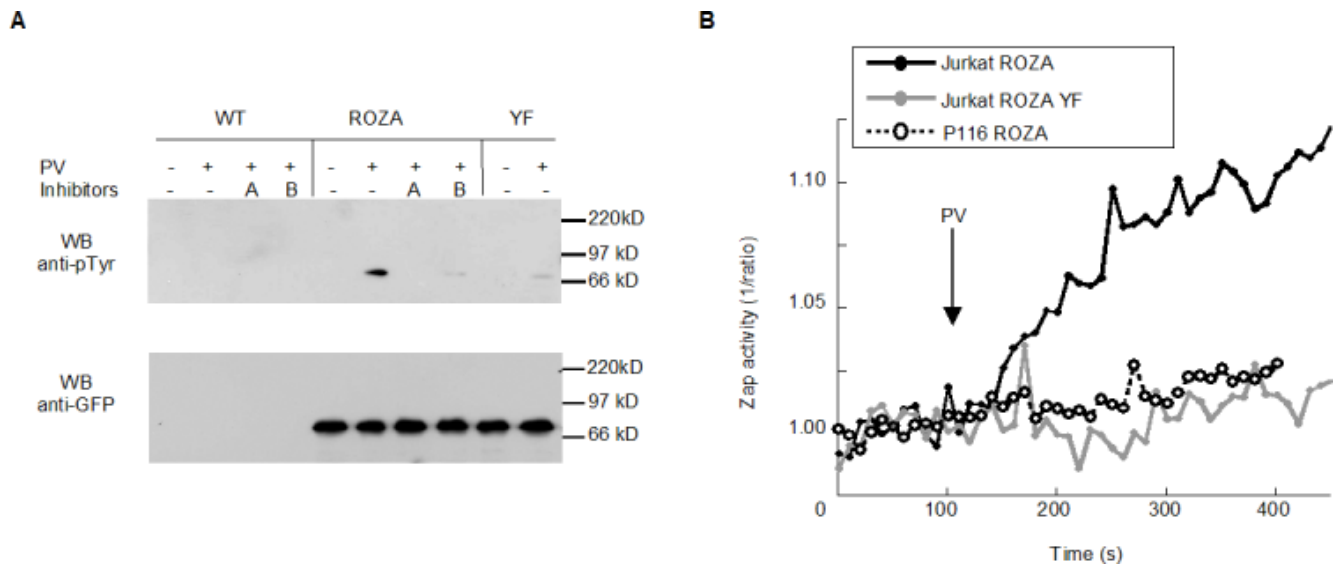 A
WT ROZA YF
PV - + + + - + + + - +
Inhibitors - - A B - - A B - -
WB
anti-pTyr
220kD
97 kD
66 kD
WB
anti-GFP
220kD
97 kD
66 kD
B
Jurkat ROZA
Jurkat ROZA YF
P116 ROZA
PV
Zap activity (1/ratio)
1.10
1.05
1.00
0 100 200 300 400
Time (s)